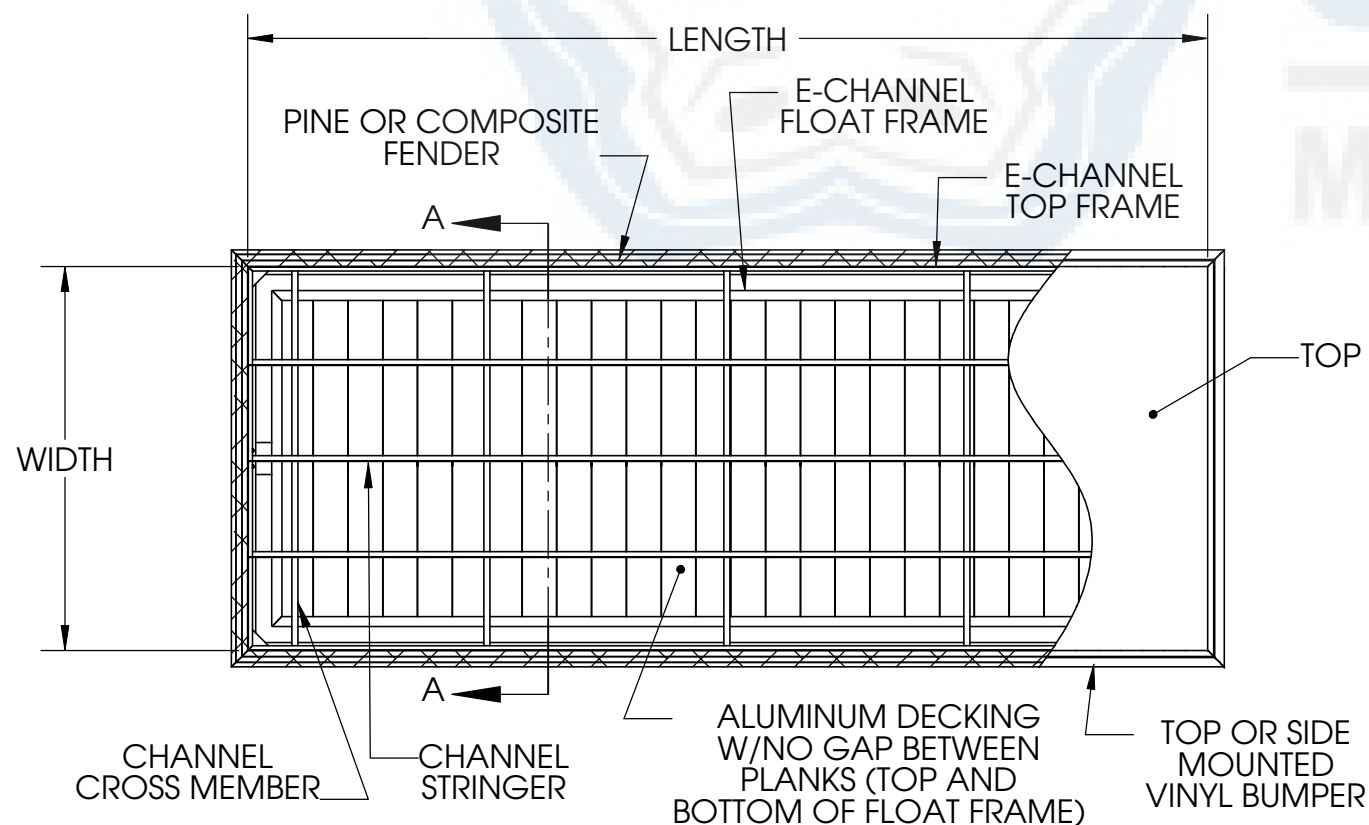 LENGTH
E-CHANNEL
FLOAT FRAME
PINE OR COMPOSITE
FENDER
E-CHANNEL
TOP FRAME
A
TOP
WIDTH
A
CHANNEL
CROSS MEMBER
CHANNEL
STRINGER
ALUMINUM DECKING
W/NO GAP BETWEEN
PLANKS (TOP AND
BOTTOM OF FLOAT FRAME)
TOP OR SIDE
MOUNTED
VINYL BUMPER
M